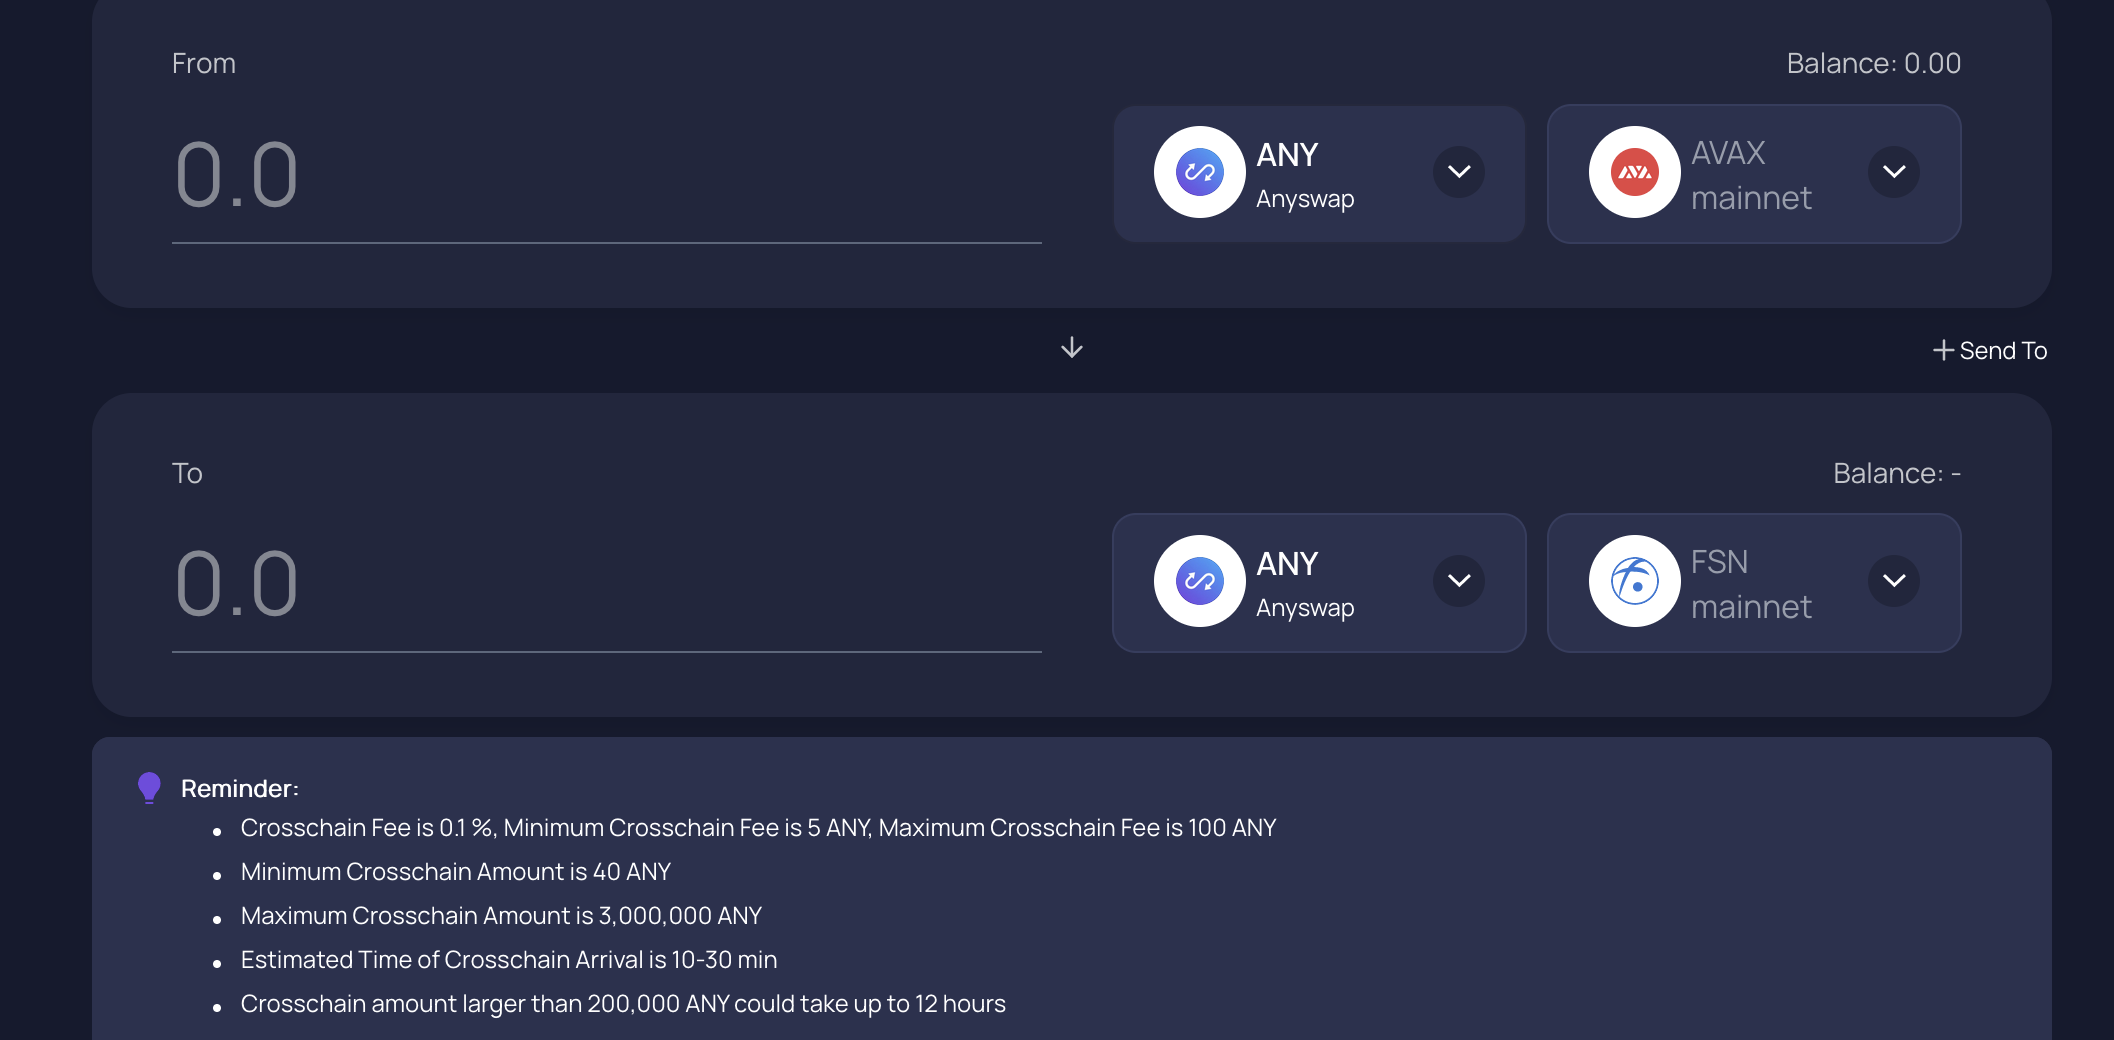 From
Balance: 0.00
0.0
ANY
Anyswap
AVAX
mainnet
Send To
To
Balance: -
0.0
ANY
Anyswap
FSN
mainnet
Reminder:
Crosschain Fee is 0.1 %, Minimum Crosschain Fee is 5 ANY, Maximum Crosschain Fee is 100 ANY
Minimum Crosschain Amount is 40 ANY
Maximum Crosschain Amount is 3,000,000 ANY
Estimated Time of Crosschain Arrival is 10-30 min
Crosschain amount larger than 200,000 ANY could take up to 12 hours